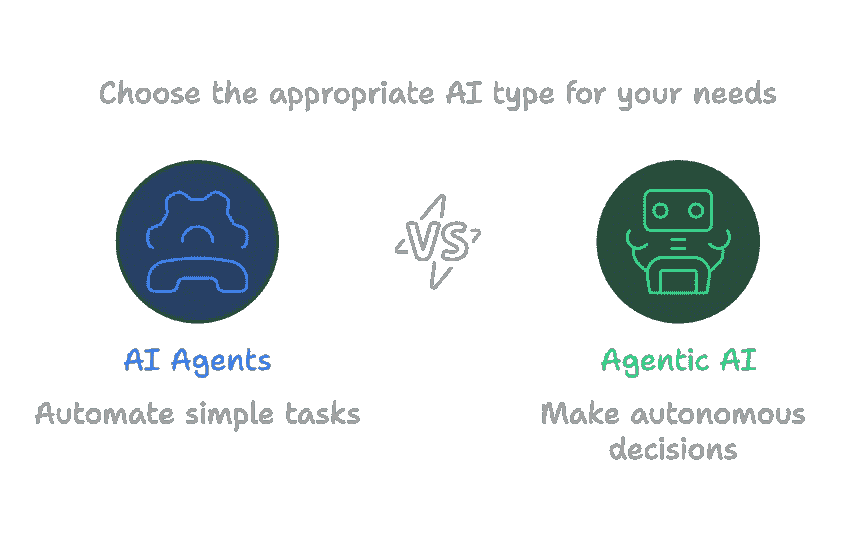 Choose the appropriate AI type for your needs
VS
AI Agents
Agentic AI
Automate simple tasks
Make autonomous
decisions